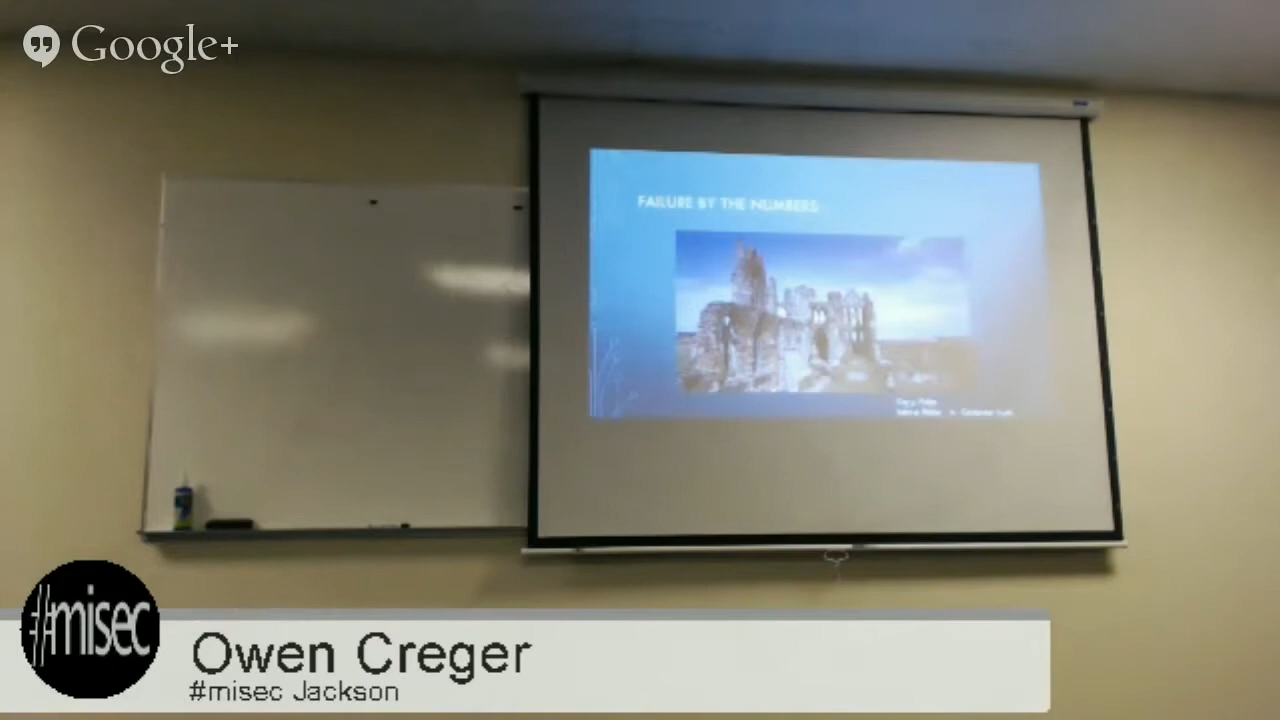 Google+
FAILURE BY THE NUMBERS
#misec
Owen Creger
#misec Jackson